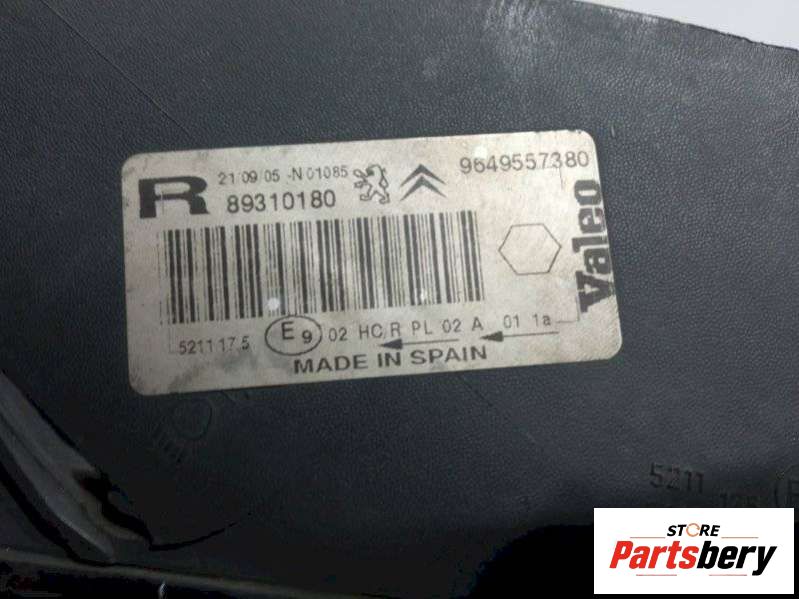 R
21 09 05 -N 01085
9649557380
89310180
Valeo
5211 17.5
E9
02 HC/R PL 02 A 01 1a
MADE IN SPAIN
5211
STORE
Partsbery